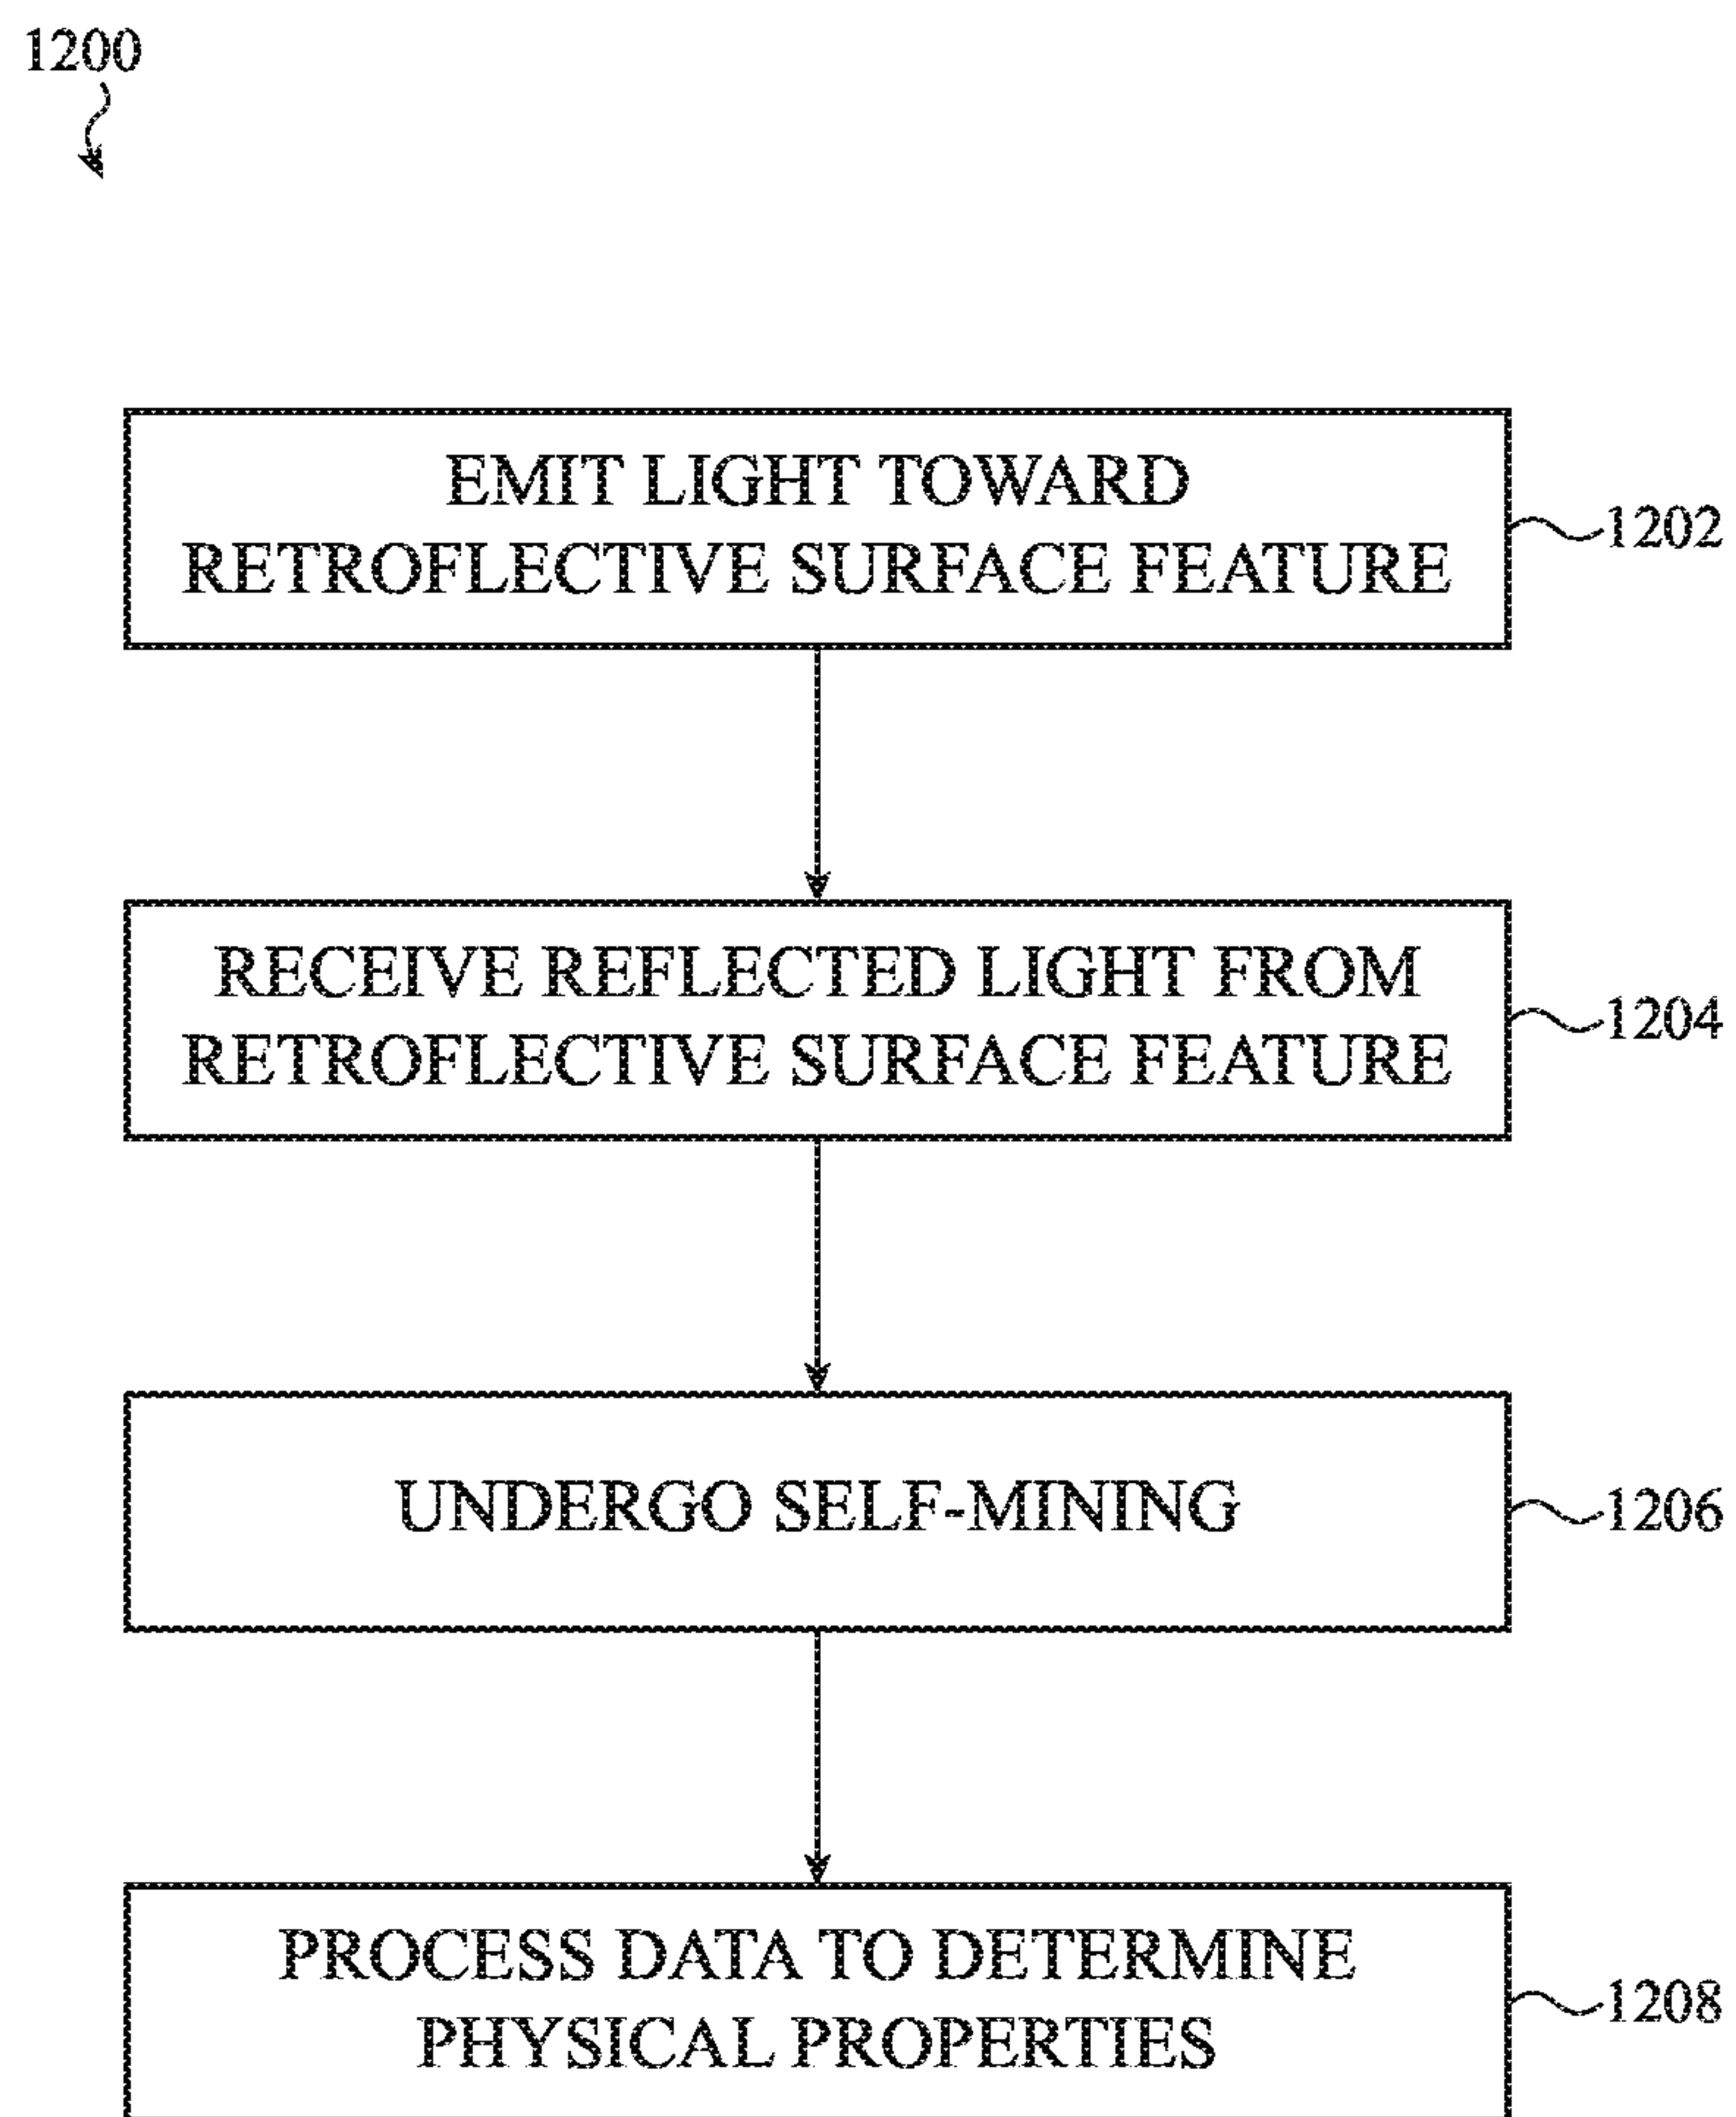 1200
EMIT LIGHT TOWARD
RETROFLECTIVE SURFACE FEATURE
1202
RECEIVE REFLECTED LIGHT FROM
RETROFLECTIVE SURFACE FEATURE
1204
UNDERGO SELF-MINING
1206
PROCESS DATA TO DETERMINE
PHYSICAL PROPERTIES
1208